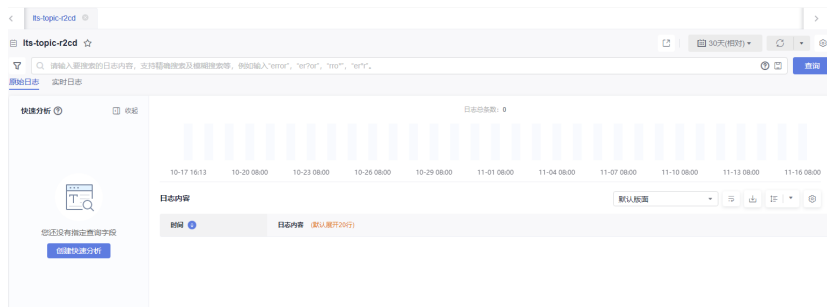 lts-topic-r2cd
lts-topic-r2cd
30天(相对)
请输入要搜索的日志内容，支持精确搜索及模糊搜索等，例如输入"error"，"er?or"，"rro*"，"er*r"。
查询
原始日志 实时日志
快速分析 收起
日志总条数：0
10-17 16:13 10-20 08:00 10-23 08:00 10-26 08:00 10-29 08:00 11-01 08:00 11-04 08:00 11-07 08:00 11-10 08:00 11-13 08:00 11-16 08:00
日志内容
默认版面
时间 日志内容 (默认展开20行)
您还没有指定查询字段
创建快速分析